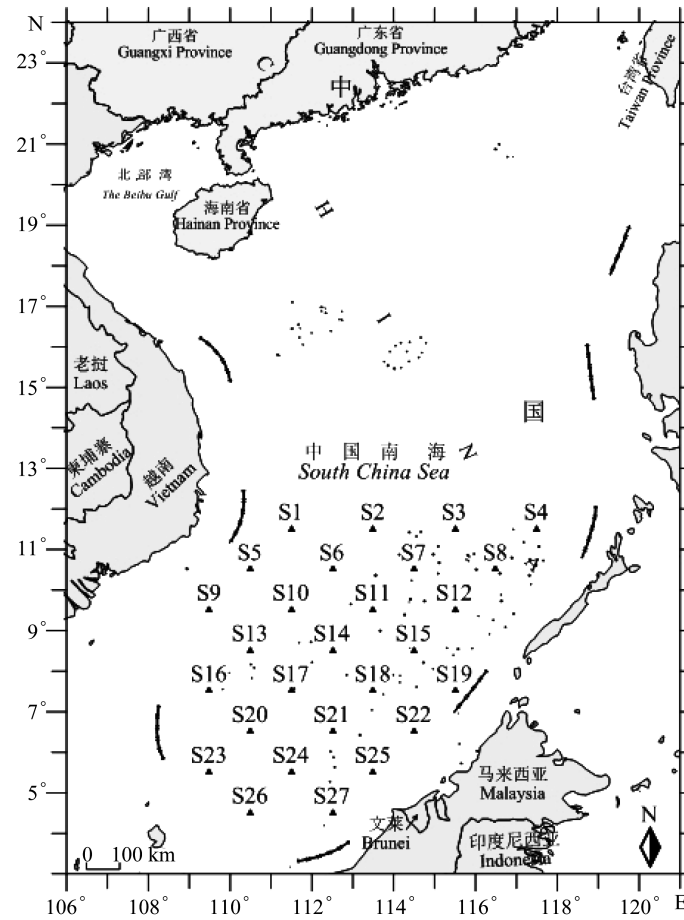 N
广西省
Guangxi Province
广东省
Guangdong Province
台湾省
Taiwan Province
中
23°
21°
19°
17°
15°
13°
11°
9°
7°
5°
北部湾
The Beibu Gulf
海南省
Hainan Province
C
H
I
N
A
国
老挝
Laos
柬埔寨
Cambodia
越南
Vietnam
中国南海
South China Sea
S1 S2 S3 S4
S5 S6 S7 S8
S9 S10 S11 S12
S13 S14 S15
S16 S17 S18 S19
S20 S21 S22
S23 S24 S25
S26 S27
马来西亚
Malaysia
文莱
Brunei
印度尼西亚
Indonesia
N
0 100 km
106° 108° 110° 112° 114° 116° 118° 120° E